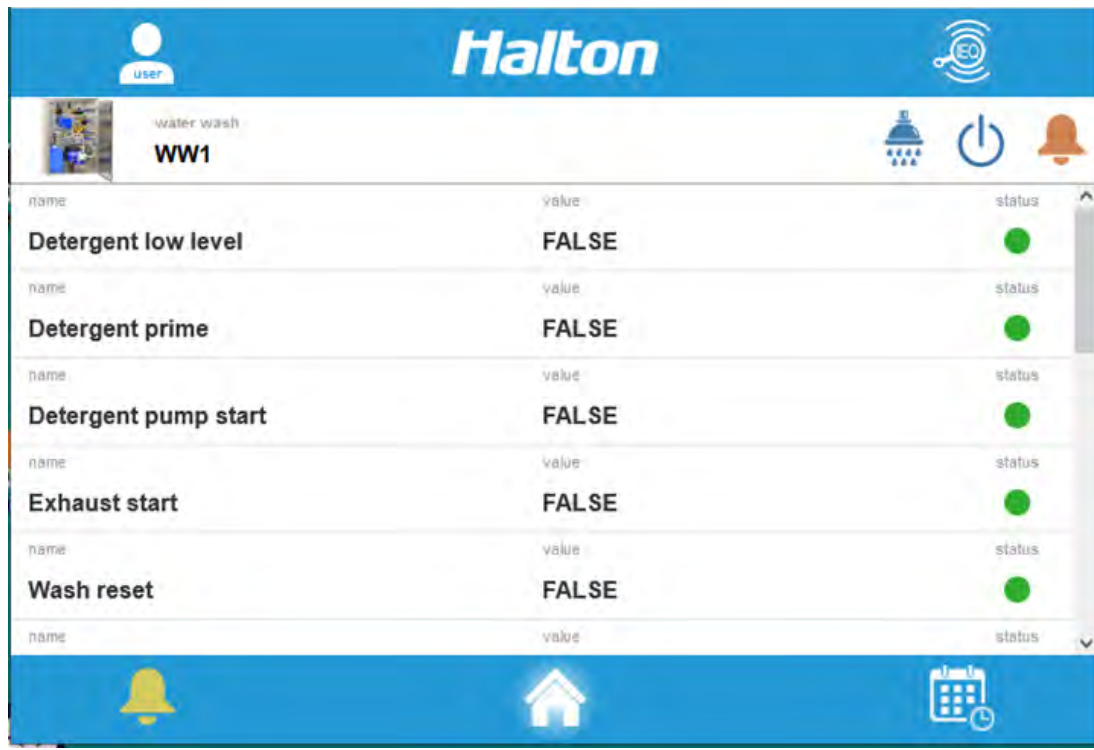 user
Halton
IEQ
water wash
WW1
name value status
Detergent low level FALSE
name value status
Detergent prime FALSE
name value status
Detergent pump start FALSE
name value status
Exhaust start FALSE
name value status
Wash reset FALSE
name value status